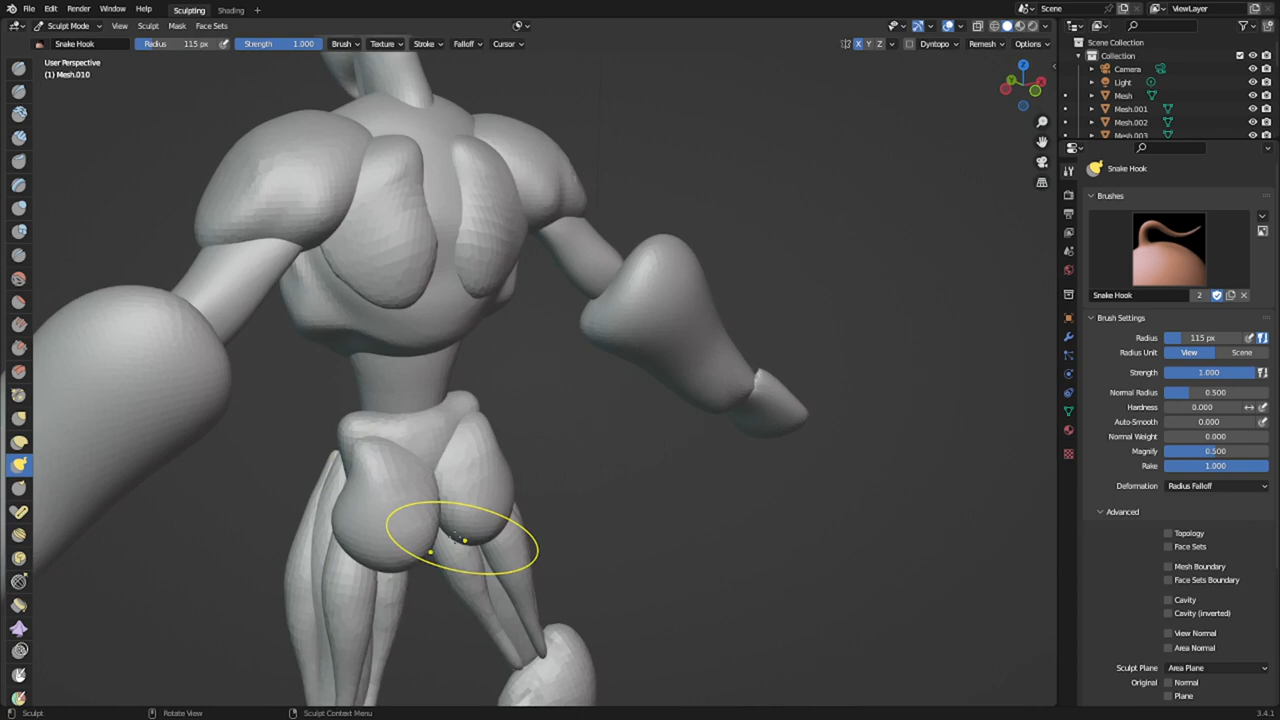 File Edit Render Window Help Sculpting Shading Scene ViewLayer
Sculpt Mode View Sculpt Mask Face Sets
Snake Hook Radius 115 px Strength 1.000 Brush Texture Stroke Falloff Cursor X Y Z Dyntopo Remesh Options
User Perspective
(1) Mesh.010
Z
X
Y
Scene Collection
Collection
Camera
Light
Mesh
Mesh.001
Mesh.002
Mesh.003
Snake Hook
Brushes
Snake Hook 2
Brush Settings
Radius 115 px
Radius Unit View Scene
Strength 1.000
Normal Radius 0.500
Hardness 0.000
Auto-Smooth 0.000
Normal Weight 0.000
Magnify 0.500
Rake 1.000
Deformation Radius Falloff
Advanced
Topology
Face Sets
Mesh Boundary
Face Sets Boundary
Cavity
Cavity (inverted)
View Normal
Area Normal
Sculpt Plane Area Plane
Original Normal
Plane
Sculpt Rotate View Sculpt Context Menu 3.4.1